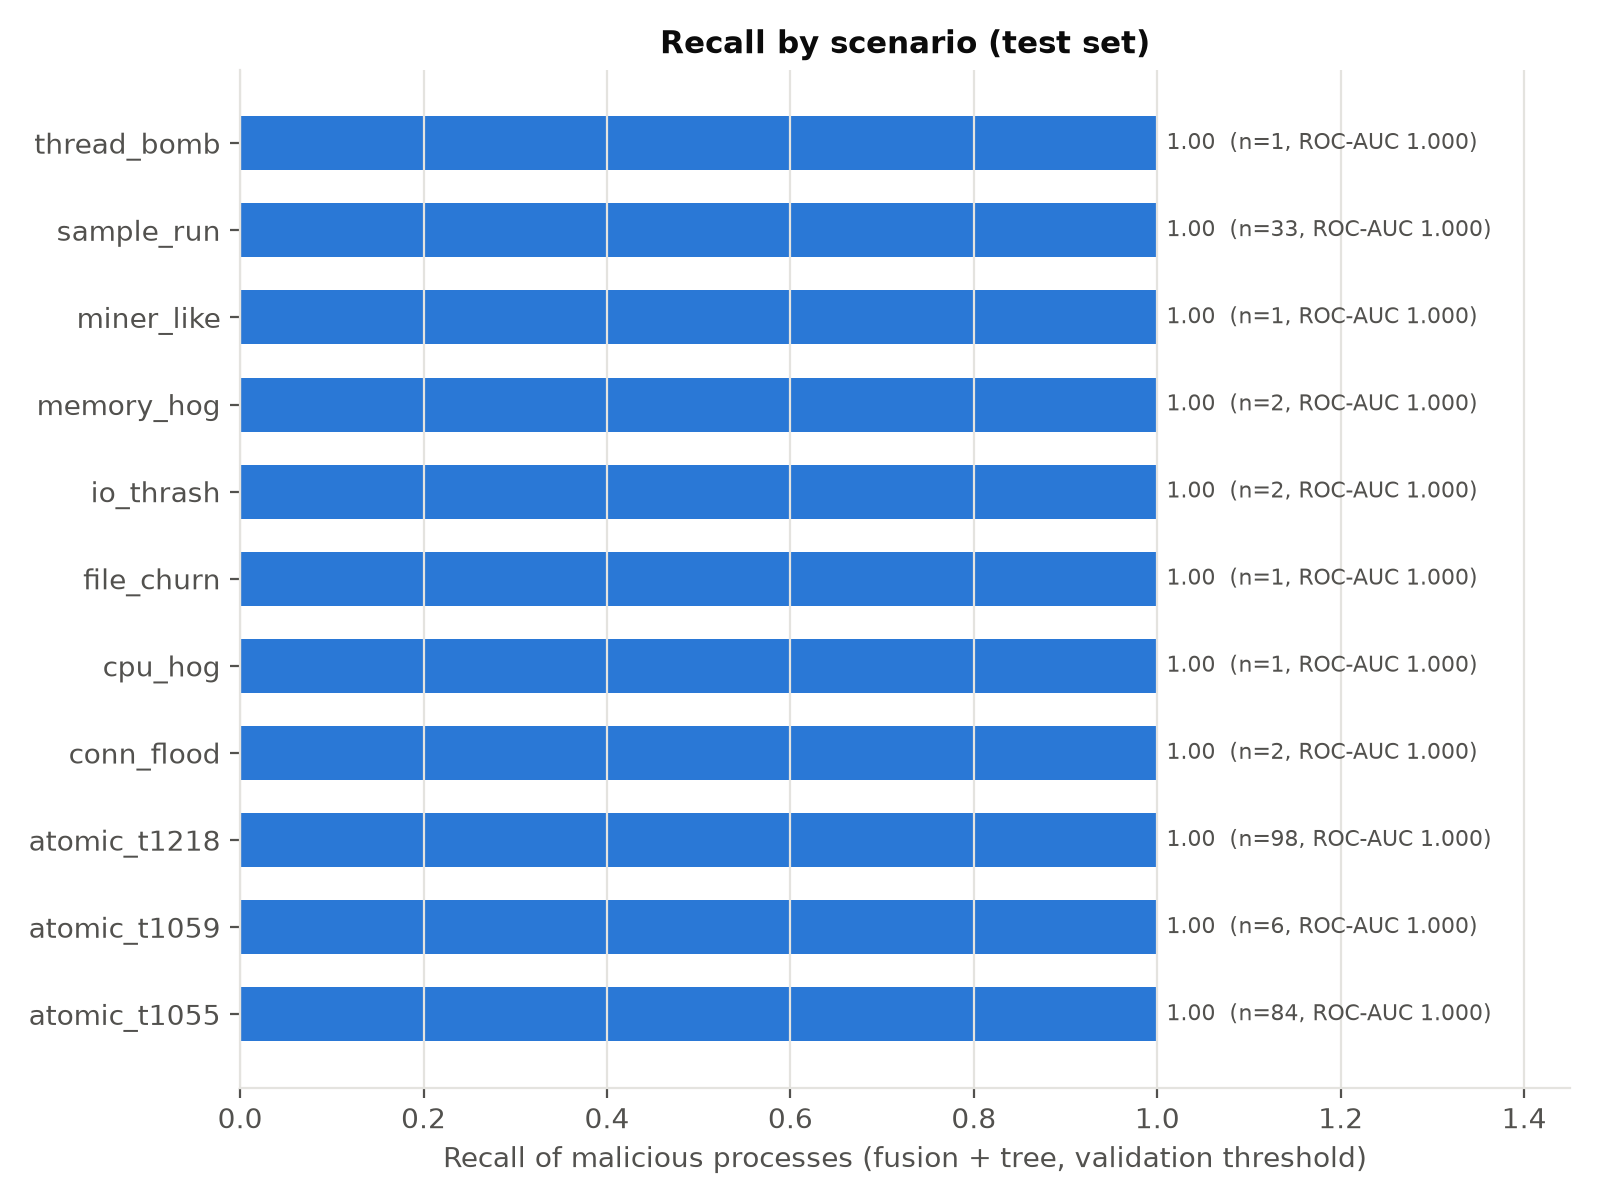 Recall by scenario (test set)
thread_bomb 1.00 (n=1, ROC-AUC 1.000)
sample_run 1.00 (n=33, ROC-AUC 1.000)
miner_like 1.00 (n=1, ROC-AUC 1.000)
memory_hog 1.00 (n=2, ROC-AUC 1.000)
io_thrash 1.00 (n=2, ROC-AUC 1.000)
file_churn 1.00 (n=1, ROC-AUC 1.000)
cpu_hog 1.00 (n=1, ROC-AUC 1.000)
conn_flood 1.00 (n=2, ROC-AUC 1.000)
atomic_t1218 1.00 (n=98, ROC-AUC 1.000)
atomic_t1059 1.00 (n=6, ROC-AUC 1.000)
atomic_t1055 1.00 (n=84, ROC-AUC 1.000)
0.0 0.2 0.4 0.6 0.8 1.0 1.2 1.4
Recall of malicious processes (fusion + tree, validation threshold)